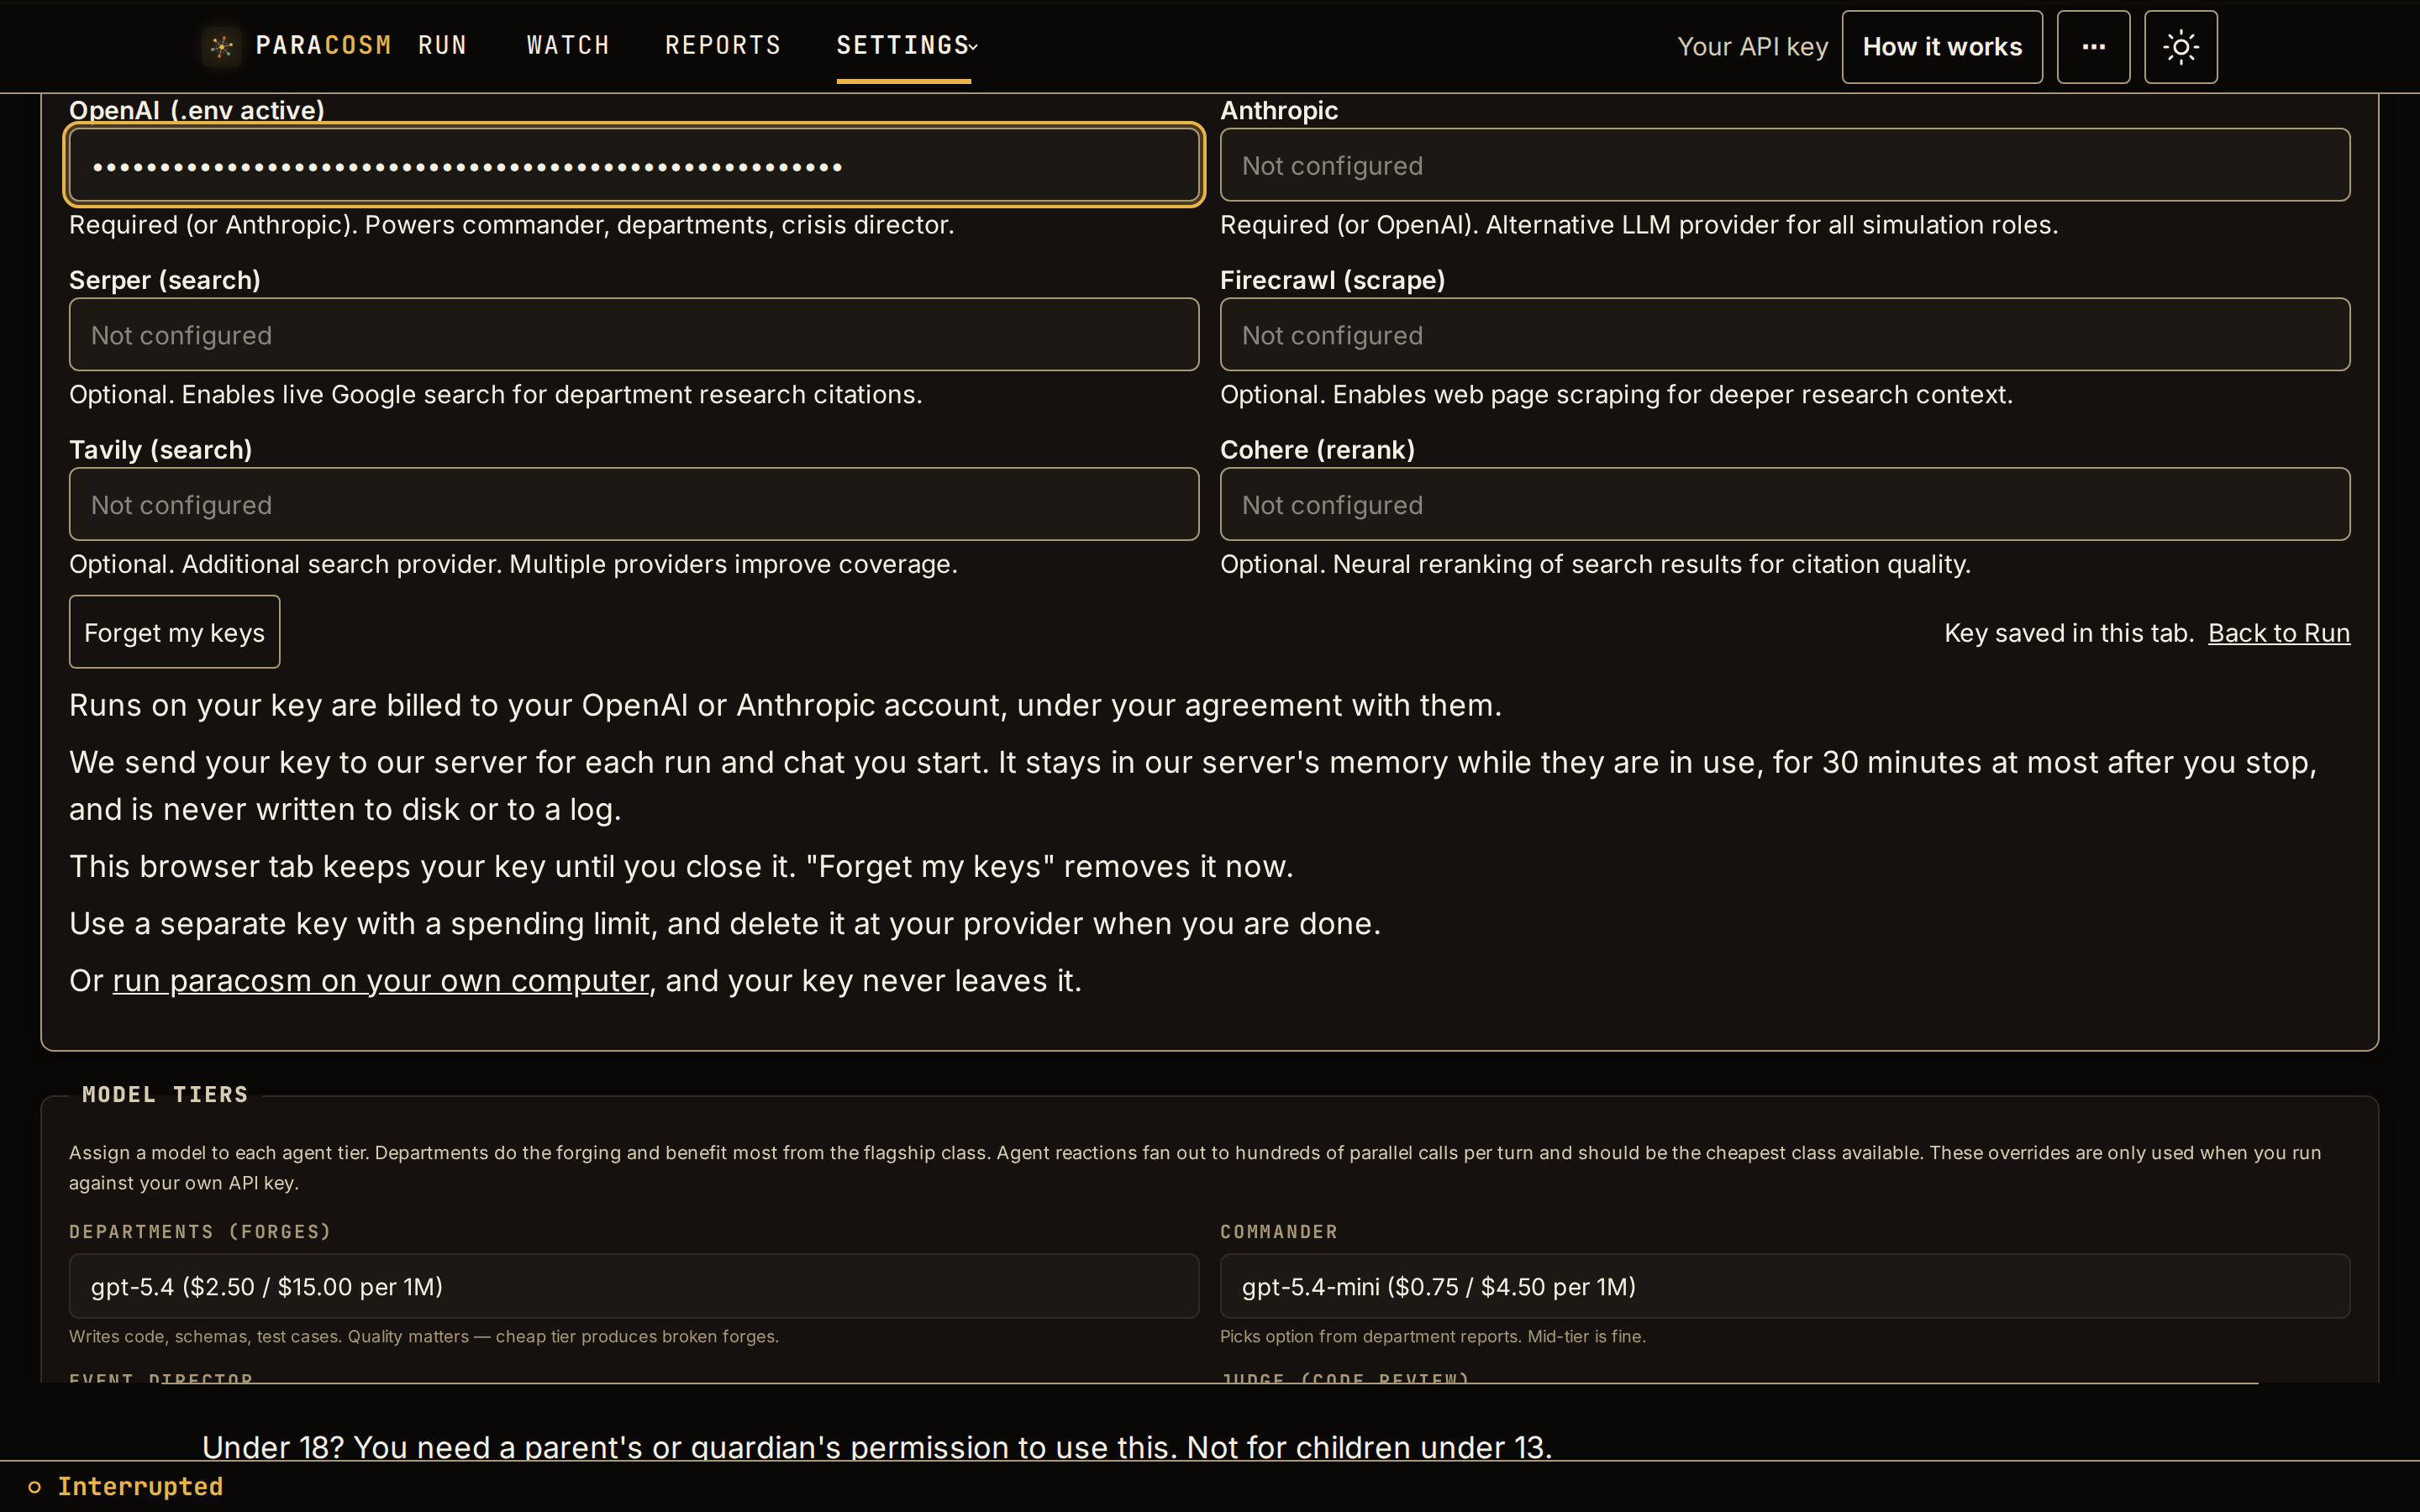 PARACOSM RUN WATCH REPORTS SETTINGS Your API key How it works ...
OpenAI (.env active) Anthropic
•••••••••••••••••••••••••••••••••••••••••••••••••••••••• Not configured
Required (or Anthropic). Powers commander, departments, crisis director. Required (or OpenAI). Alternative LLM provider for all simulation roles.
Serper (search) Firecrawl (scrape)
Not configured Not configured
Optional. Enables live Google search for department research citations. Optional. Enables web page scraping for deeper research context.
Tavily (search) Cohere (rerank)
Not configured Not configured
Optional. Additional search provider. Multiple providers improve coverage. Optional. Neural reranking of search results for citation quality.
Forget my keys Key saved in this tab. Back to Run
Runs on your key are billed to your OpenAI or Anthropic account, under your agreement with them.
We send your key to our server for each run and chat you start. It stays in our server's memory while they are in use, for 30 minutes at most after you stop,
and is never written to disk or to a log.
This browser tab keeps your key until you close it. "Forget my keys" removes it now.
Use a separate key with a spending limit, and delete it at your provider when you are done.
Or run paracosm on your own computer, and your key never leaves it.
MODEL TIERS
Assign a model to each agent tier. Departments do the forging and benefit most from the flagship class. Agent reactions fan out to hundreds of parallel calls per turn and should be the cheapest class available. These overrides are only used when you run
against your own API key.
DEPARTMENTS (FORGES) COMMANDER
gpt-5.4 ($2.50 / $15.00 per 1M) gpt-5.4-mini ($0.75 / $4.50 per 1M)
Writes code, schemas, test cases. Quality matters — cheap tier produces broken forges. Picks option from department reports. Mid-tier is fine.
EVENT DIRECTOR JUDGE (CODE REVIEW)
Under 18? You need a parent's or guardian's permission to use this. Not for children under 13.
Interrupted